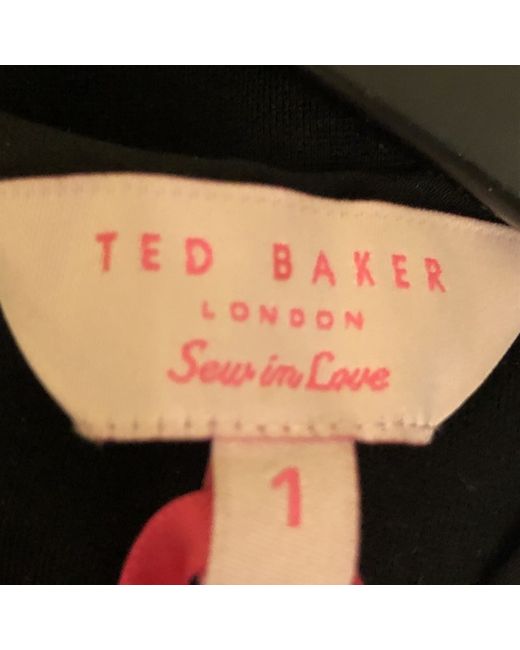 TED BAKER
LONDON
Sew in Love
1